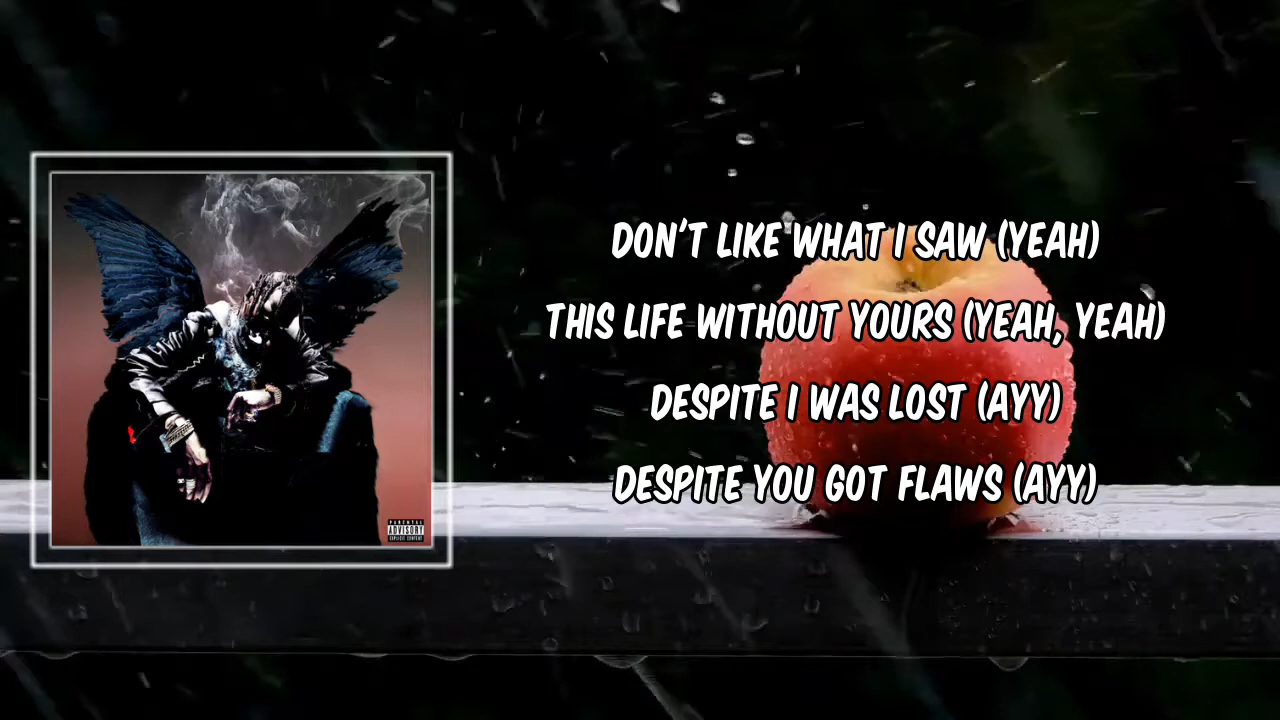 DON'T LIKE WHAT I SAW (YEAH)
THIS LIFE WITHOUT YOURS (YEAH, YEAH)
DESPITE I WAS LOST (AYY)
DESPITE YOU GOT FLAWS (AYY)
PARENTAL
ADVISORY
EXPLICIT CONTENT